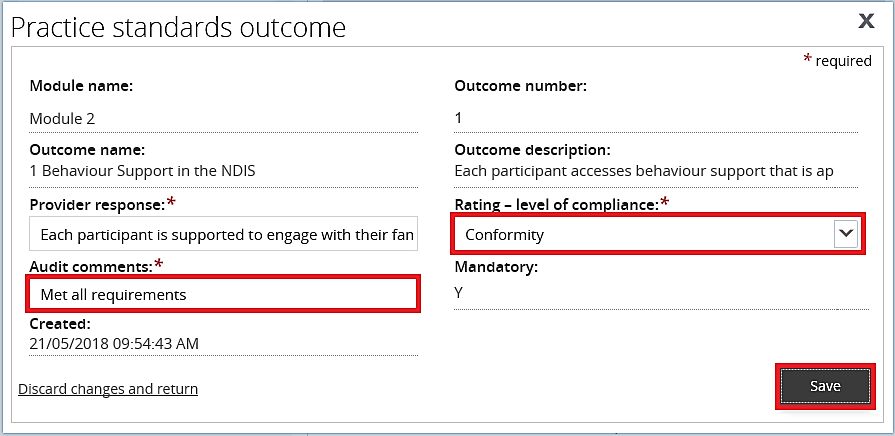 Practice standards outcome
X
* required
Module name:
Module 2
Outcome number:
1
Outcome name:
1 Behaviour Support in the NDIS
Outcome description:
Each participant accesses behaviour support that is ap
Provider response:*
Each participant is supported to engage with their fan
Rating – level of compliance:*
Conformity
Audit comments:*
Met all requirements
Mandatory:
Y
Created:
21/05/2018 09:54:43 AM
Discard changes and return
Save